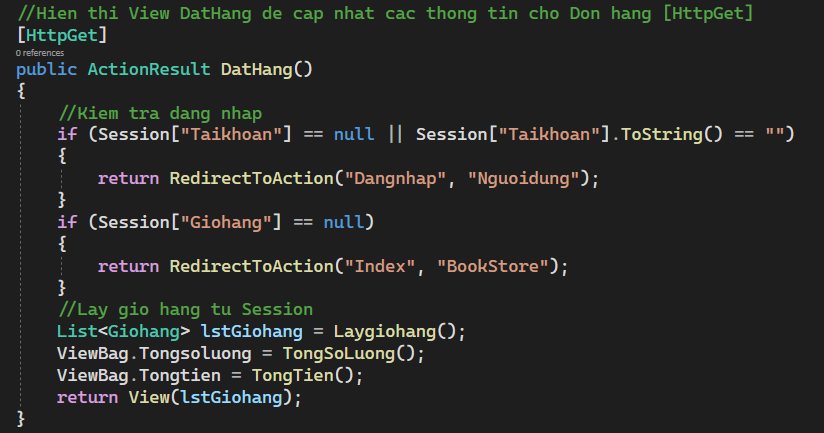 //Hien thi View DatHang de cap nhat cac thong tin cho Don hang [HttpGet]
[HttpGet]
0 references
public ActionResult DatHang()
{
//Kiem tra dang nhap
if (Session["Taikhoan"] == null || Session["Taikhoan"].ToString() == "")
{
return RedirectToAction("Dangnhap", "Nguoidung");
}
if (Session["Giohang"] == null)
{
return RedirectToAction("Index", "BookStore");
}
//Lay gio hang tu Session
List<Giohang> lstGiohang = Laygiohang();
ViewBag.Tongsoluong = TongSoLuong();
ViewBag.Tongtien = TongTien();
return View(lstGiohang);
}